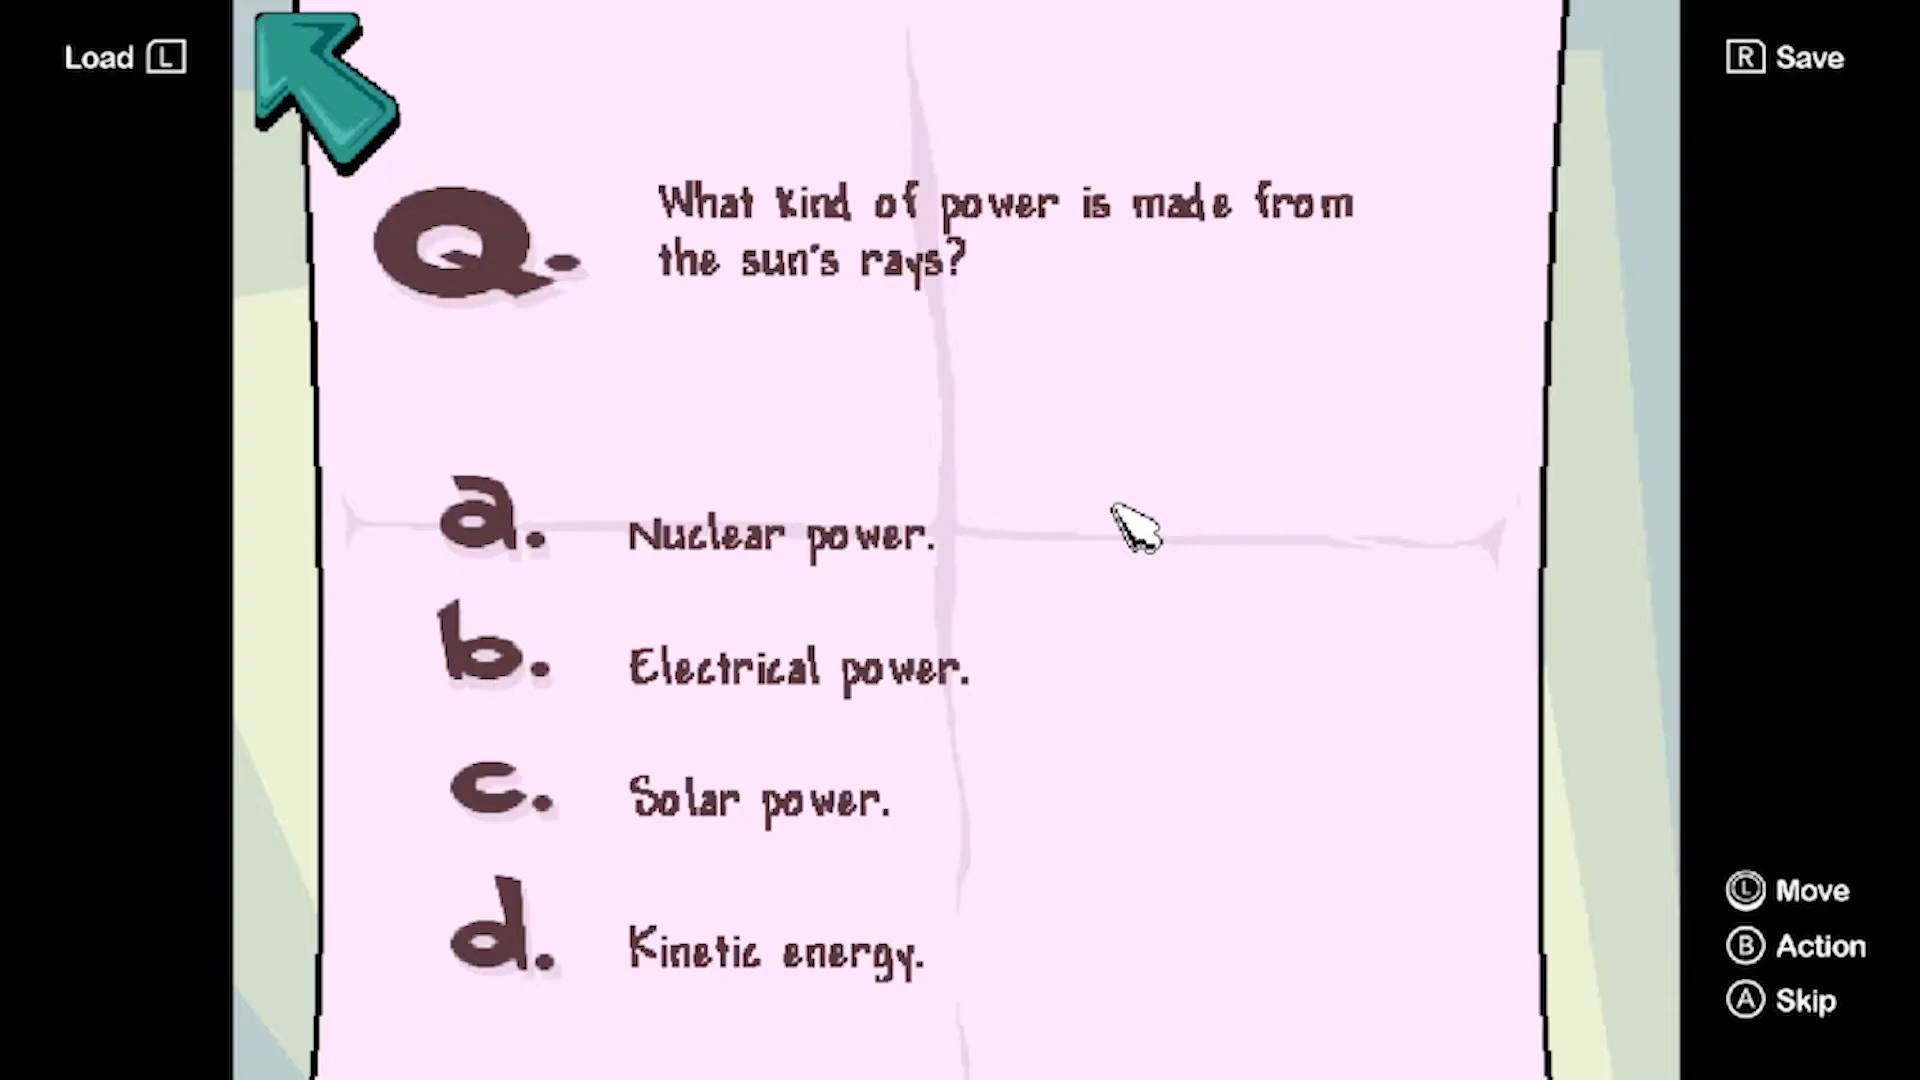 Load L
R Save
Q. What kind of power is made from
the sun's rays?
a. Nuclear power.
b. Electrical power.
c. Solar power.
d. Kinetic energy.
L Move
B Action
A Skip